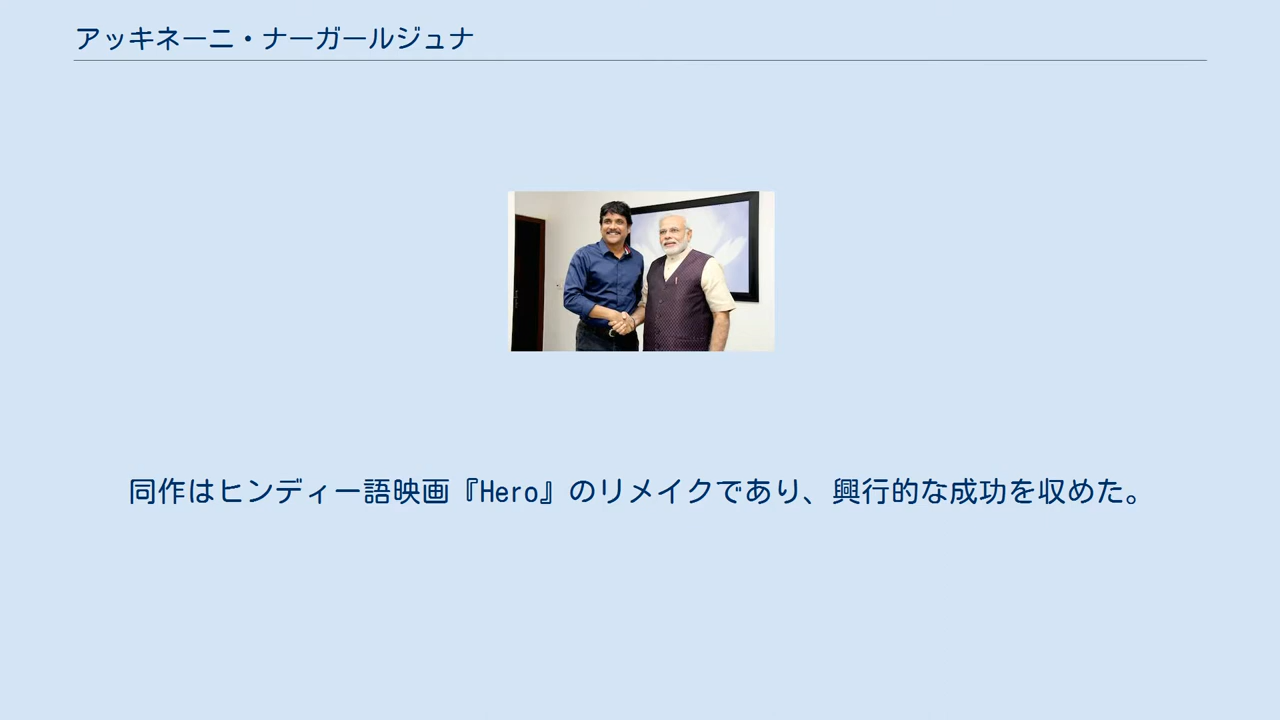 アッキネーニ・ナーガールジュナ
同作はヒンディー語映画『Hero』のリメイクであり、興行的な成功を収めた。